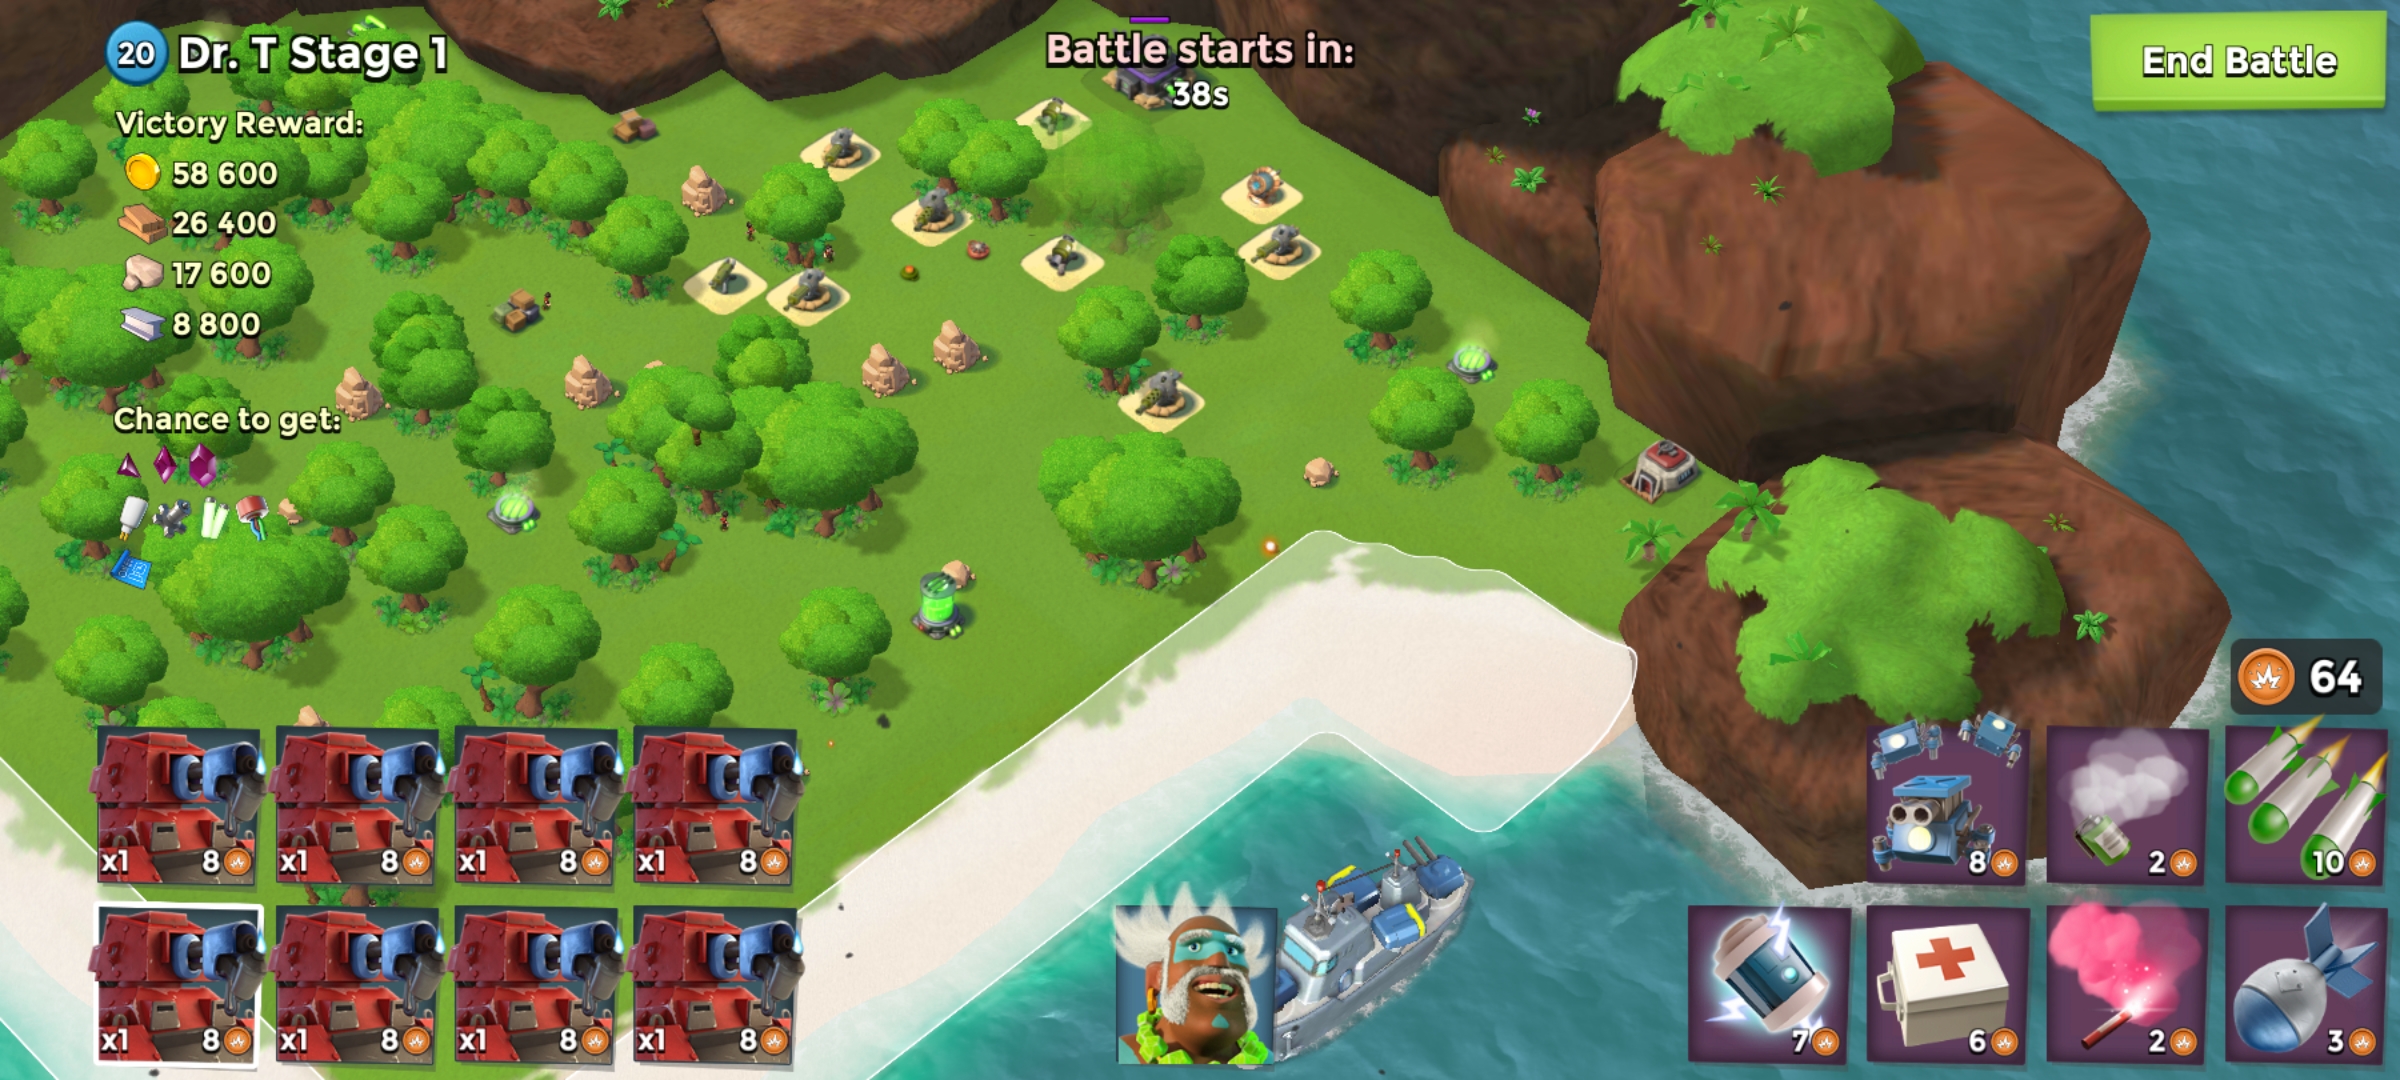 20 Dr. T Stage 1
Battle starts in:
38s
End Battle
Victory Reward:
58 600
26 400
17 600
8 800
Chance to get:
64
x1 8 x1 8 x1 8 x1 8
8 2 10
x1 8 x1 8 x1 8 x1 8
7 6 2 3